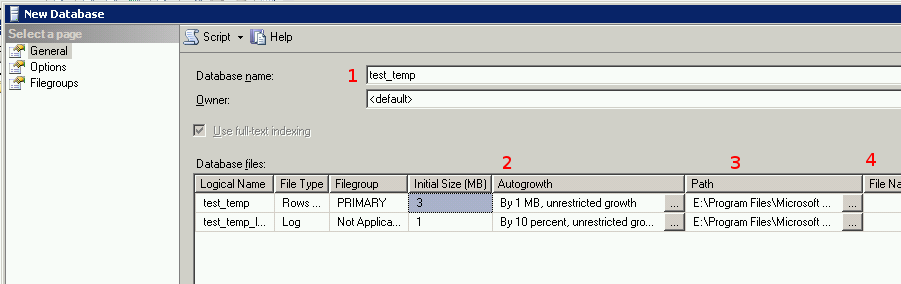 New Database
Select a page
General
Options
Filegroups
Script
Help
1
Database name:
test_temp
Owner:
<default>
Use full-text indexing
Database files:
2
3
4
Logical Name File Type Filegroup Initial Size (MB) Autogrowth Path File Na
test_temp Rows ... PRIMARY 3 By 1 MB, unrestricted growth ... E:\Program Files\Microsoft ... ...
test_temp_l... Log Not Applica... 1 By 10 percent, unrestricted gro... ... E:\Program Files\Microsoft ... ...